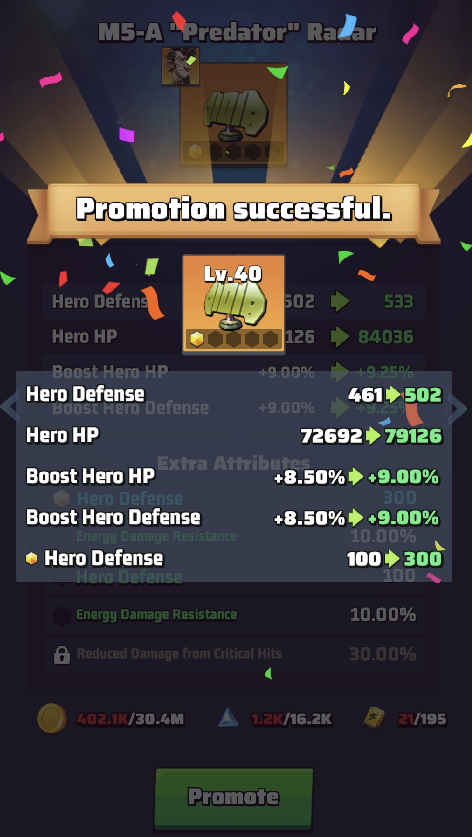 M5-A "Predator" Radar
Promotion successful.
Lv.40
Hero Defense 502 533
Hero HP 126 84036
Boost Hero HP +9.00% +9.25%
Hero Defense 461 502
Boost Hero Defense +9.00% +9.25%
Hero HP 72692 79126
Extra Attributes
Boost Hero HP +8.50% +9.00%
Hero Defense 300
Boost Hero Defense +8.50% +9.00%
Energy Damage Resistance 10.00%
Hero Defense 100 300
Hero Defense 100
Energy Damage Resistance 10.00%
Reduced Damage from Critical Hits 30.00%
402.1K/30.4M 1.2K/16.2K 21/195
Promote